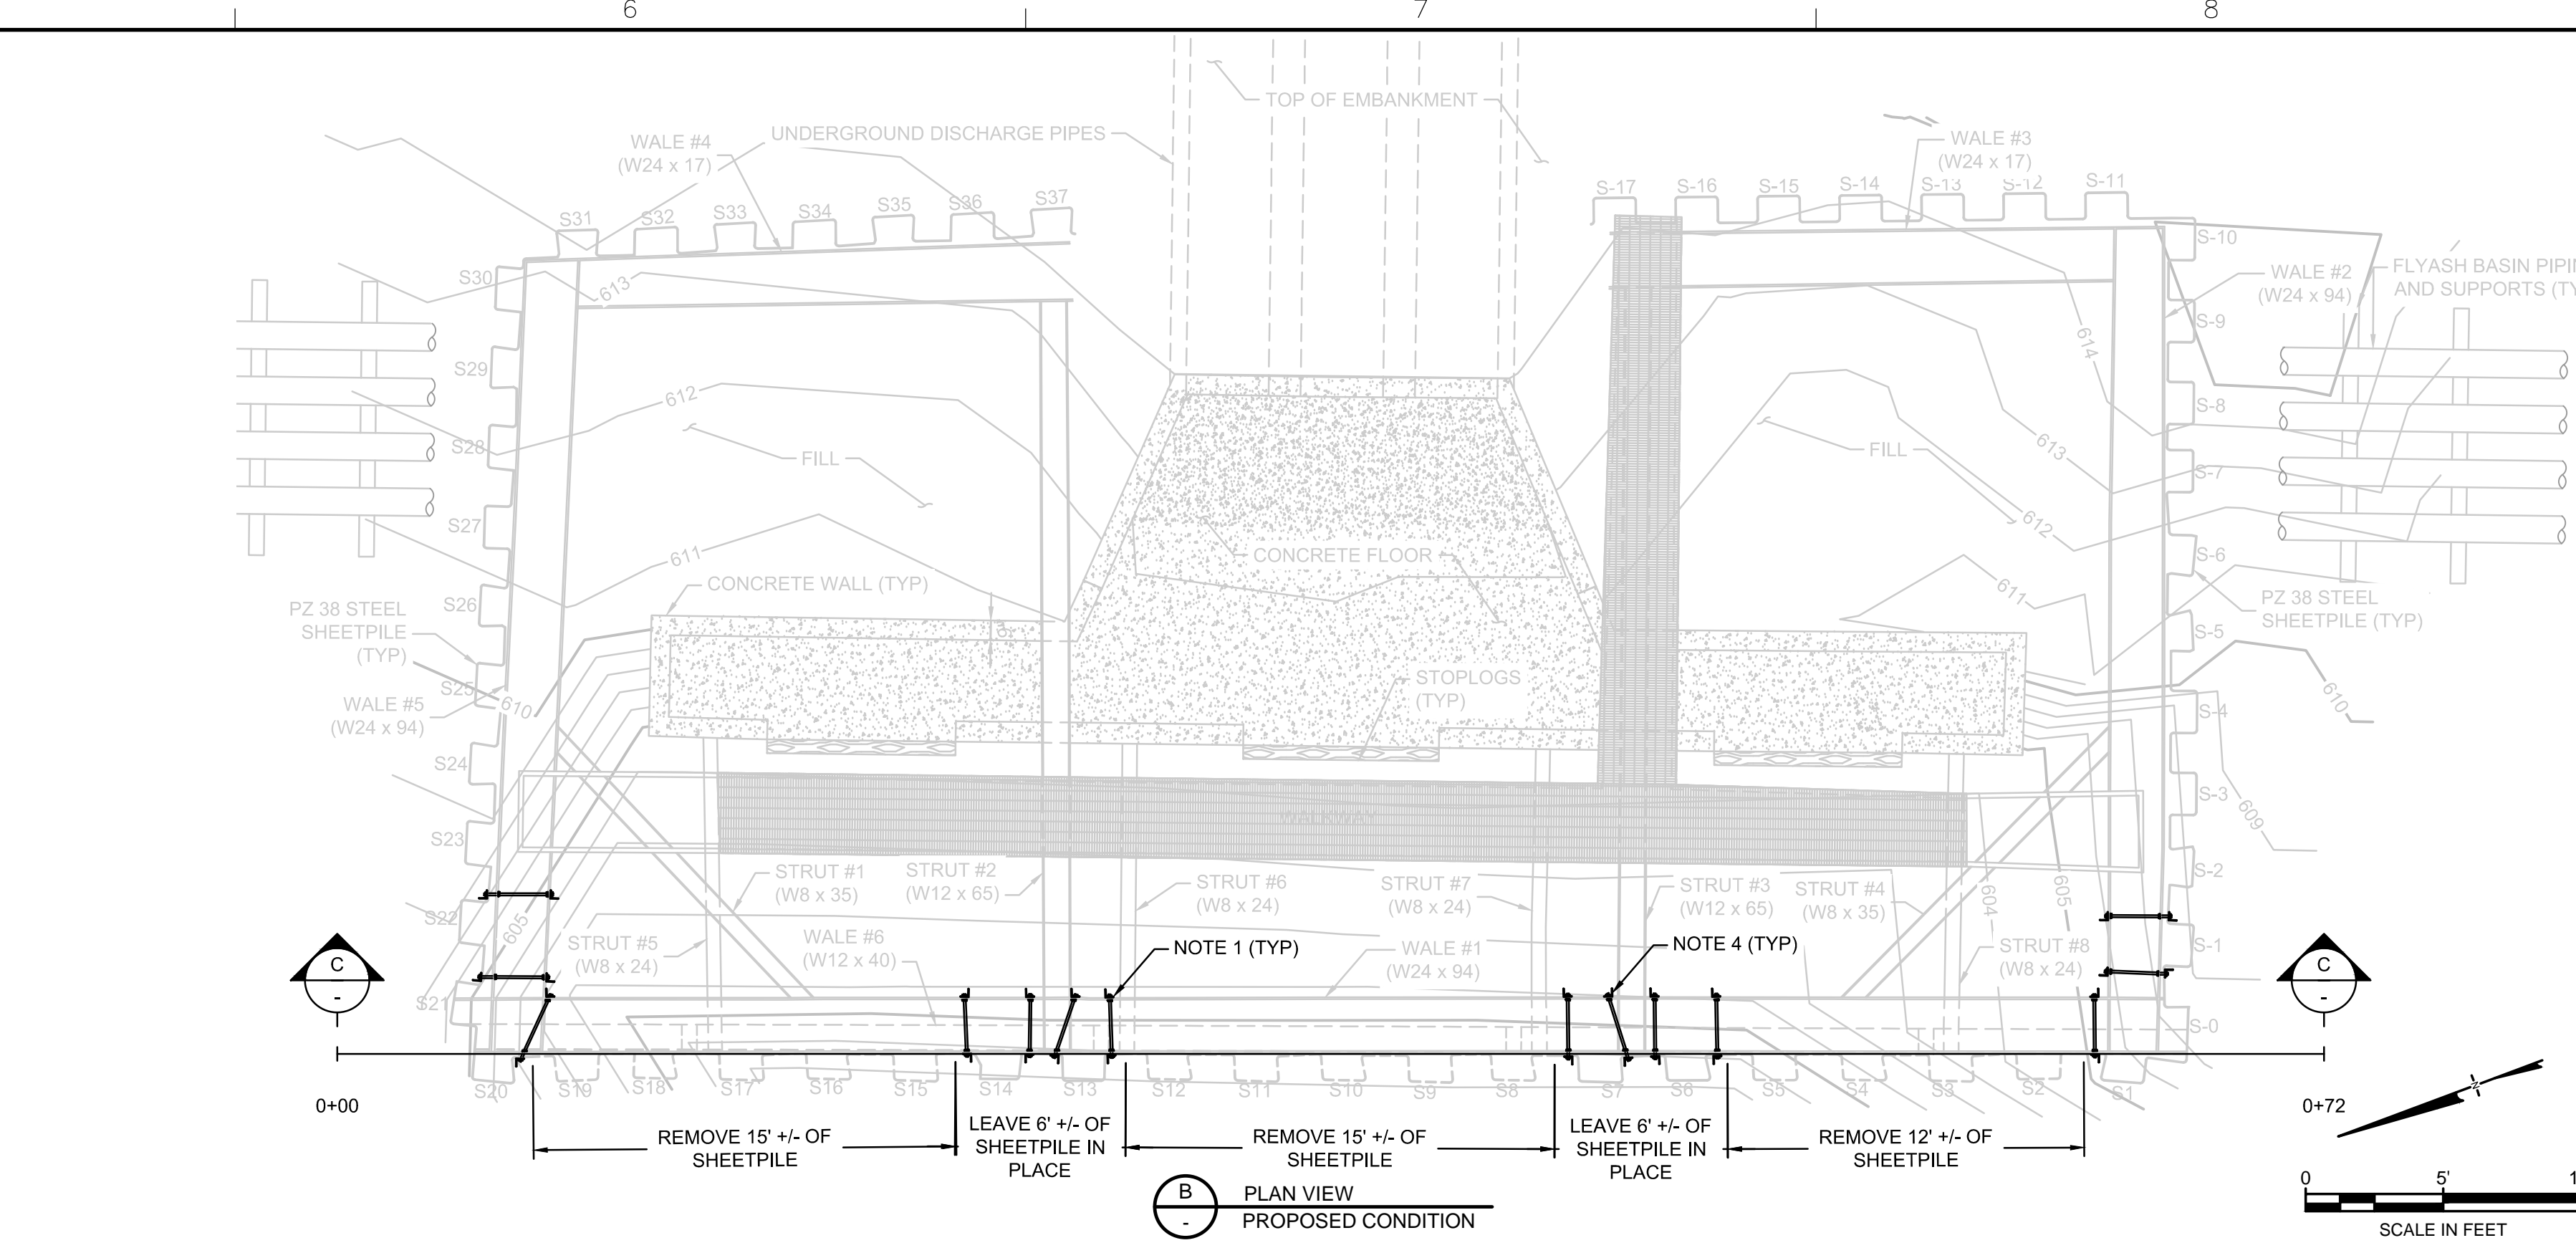 6
7
8
TOP OF EMBANKMENT
UNDERGROUND DISCHARGE PIPES
WALE #4
(W24 x 17)
WALE #3
(W24 x 17)
S31
S32
S33
S34
S35
S36
S37
S-17
S-16
S-15
S-14
S-13
S-12
S-11
S-10
S30
613
WALE #2
(W24 x 94)
FLYASH BASIN
AND SUPPORTS
S-9
614
S29
612
S-8
S28
FILL
FILL
613
S-7
S27
612
611
CONCRETE FLOOR
S-6
CONCRETE WALL (TYP)
611
S26
PZ 38 STEEL
SHEETPILE
(TYP)
PZ 38 STEEL
SHEETPILE (TYP)
S-5
S25
STOPLOGS
(TYP)
WALE #5
(W24 x 94)
610
610
S-4
S24
S-3
609
WALKWAY
S23
STRUT #1
(W8 x 35)
STRUT #2
(W12 x 65)
STRUT #6
(W8 x 24)
STRUT #7
(W8 x 24)
STRUT #3
(W12 x 65)
STRUT #4
(W8 x 35)
604
605
S-2
S22
605
STRUT #5
(W8 x 24)
WALE #6
(W12 x 40)
NOTE 1 (TYP)
WALE #1
(W24 x 94)
NOTE 4 (TYP)
STRUT #8
(W8 x 24)
S-1
C
-
C
-
S21
S-0
S20
S19
S18
S17
S16
S15
S14
S13
S12
S11
S10
S9
S8
S7
S6
S5
S4
S3
S2
S1
0+00
0+72
N
REMOVE 15' +/- OF
SHEETPILE
LEAVE 6' +/- OF
SHEETPILE IN
PLACE
REMOVE 15' +/- OF
SHEETPILE
LEAVE 6' +/- OF
SHEETPILE IN
PLACE
REMOVE 12' +/- OF
SHEETPILE
B
-
PLAN VIEW
PROPOSED CONDITION
0
5'
SCALE IN FEET